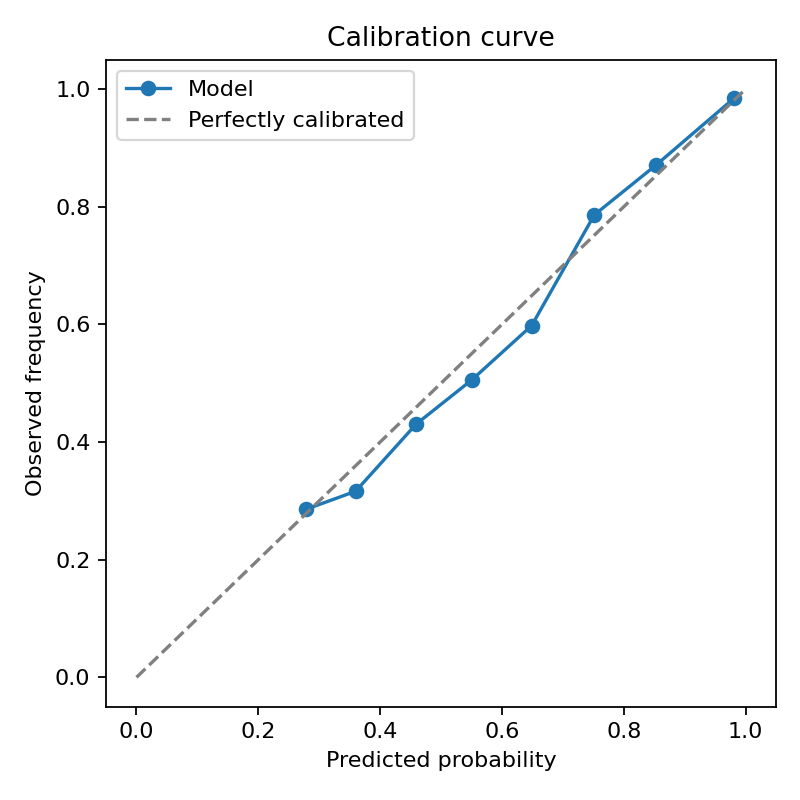 Calibration curve
Model
Perfectly calibrated
1.0
0.8
0.6
0.4
0.2
0.0
Observed frequency
0.0 0.2 0.4 0.6 0.8 1.0
Predicted probability